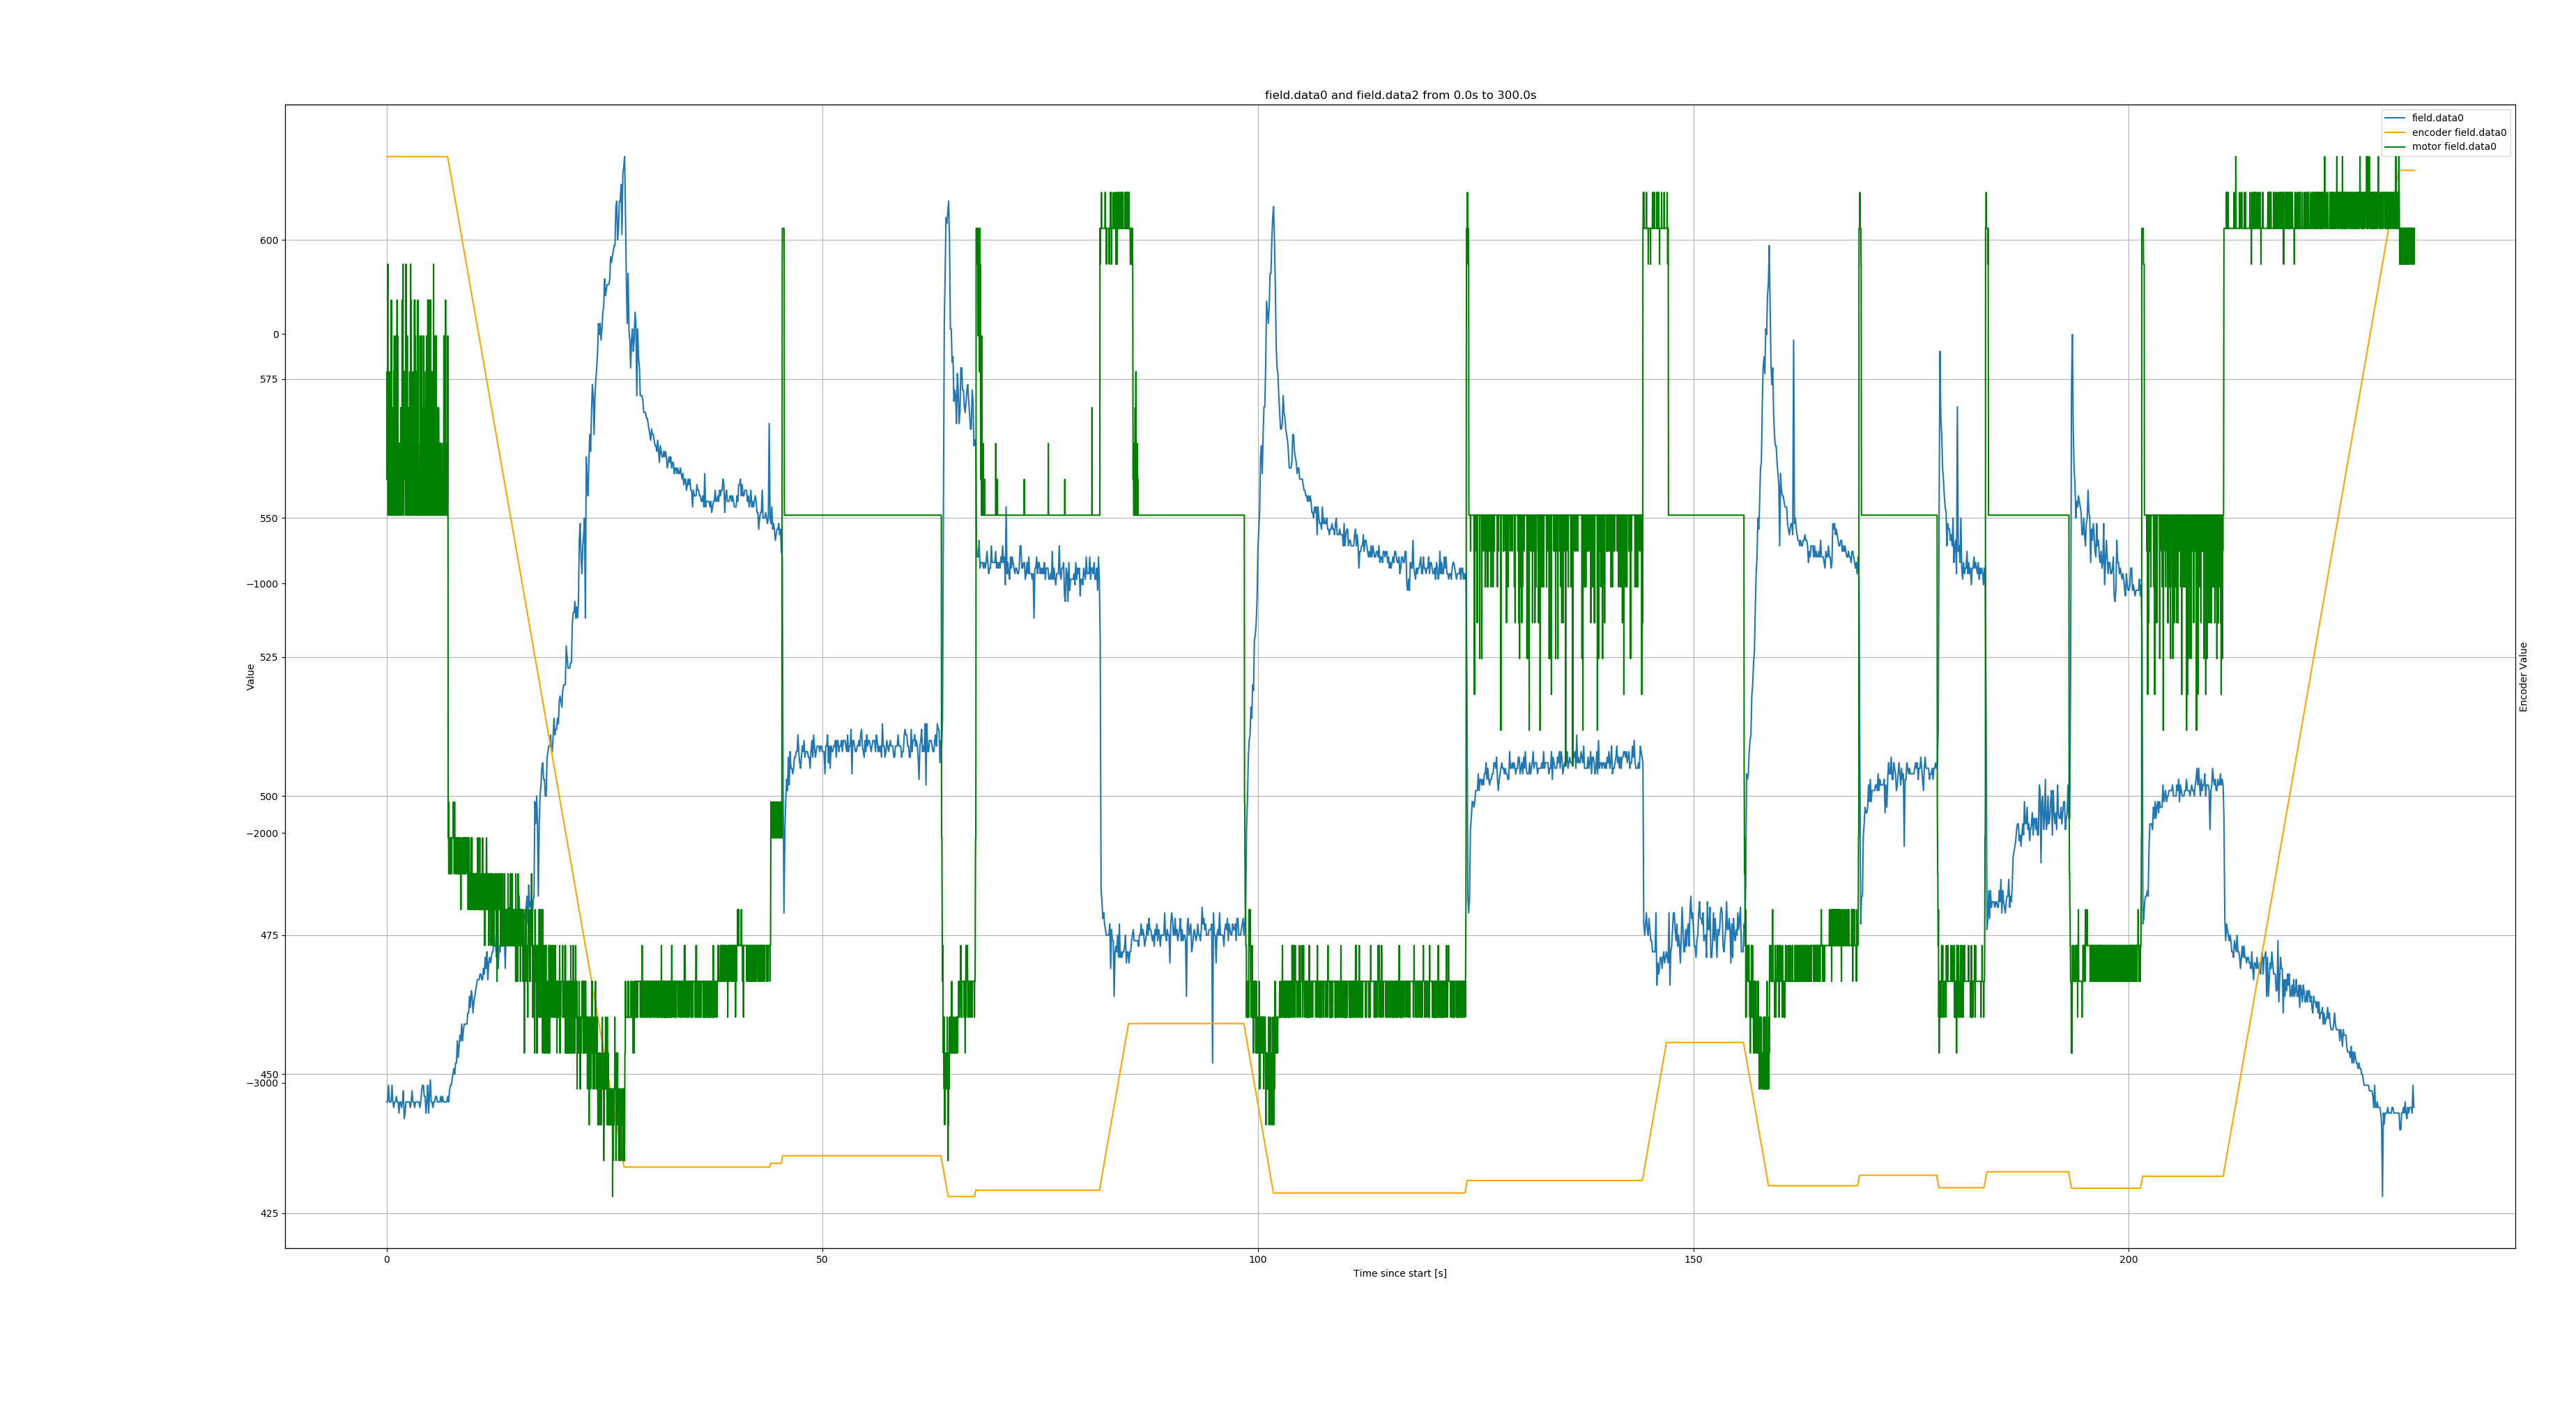 field.data0 and field.data2 from 0.0s to 300.0s
field.data0
encoder field.data0
motor field.data0
600
0
575
550
−1000
525
500
−2000
475
450
−3000
425
Value
Encoder Value
0
50
100
150
200
Time since start [s]